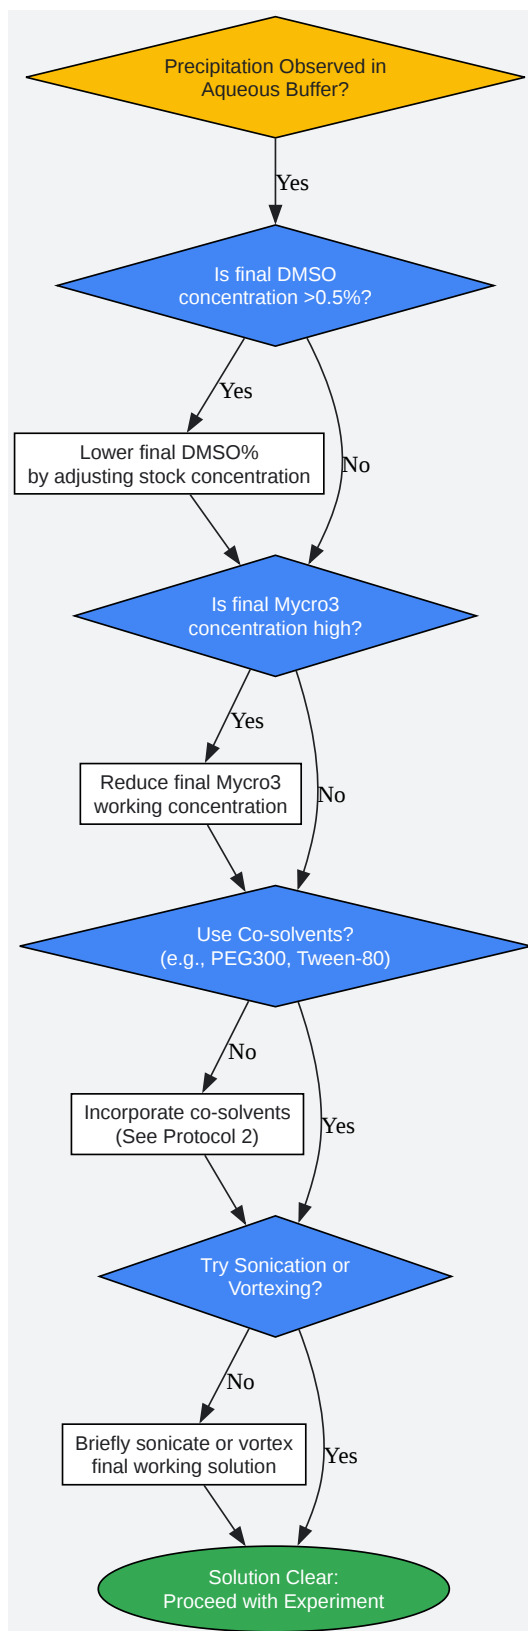 Precipitation Observed in
Aqueous Buffer?
Yes
Is final DMSO
concentration >0.5%?
Yes
No
Lower final DMSO%
by adjusting stock concentration
Is final Mycro3
concentration high?
Yes
No
Reduce final Mycro3
working concentration
Use Co-solvents?
(e.g., PEG300, Tween-80)
No
Yes
Incorporate co-solvents
(See Protocol 2)
Try Sonication or
Vortexing?
No
Yes
Briefly sonicate or vortex
final working solution
Solution Clear:
Proceed with Experiment